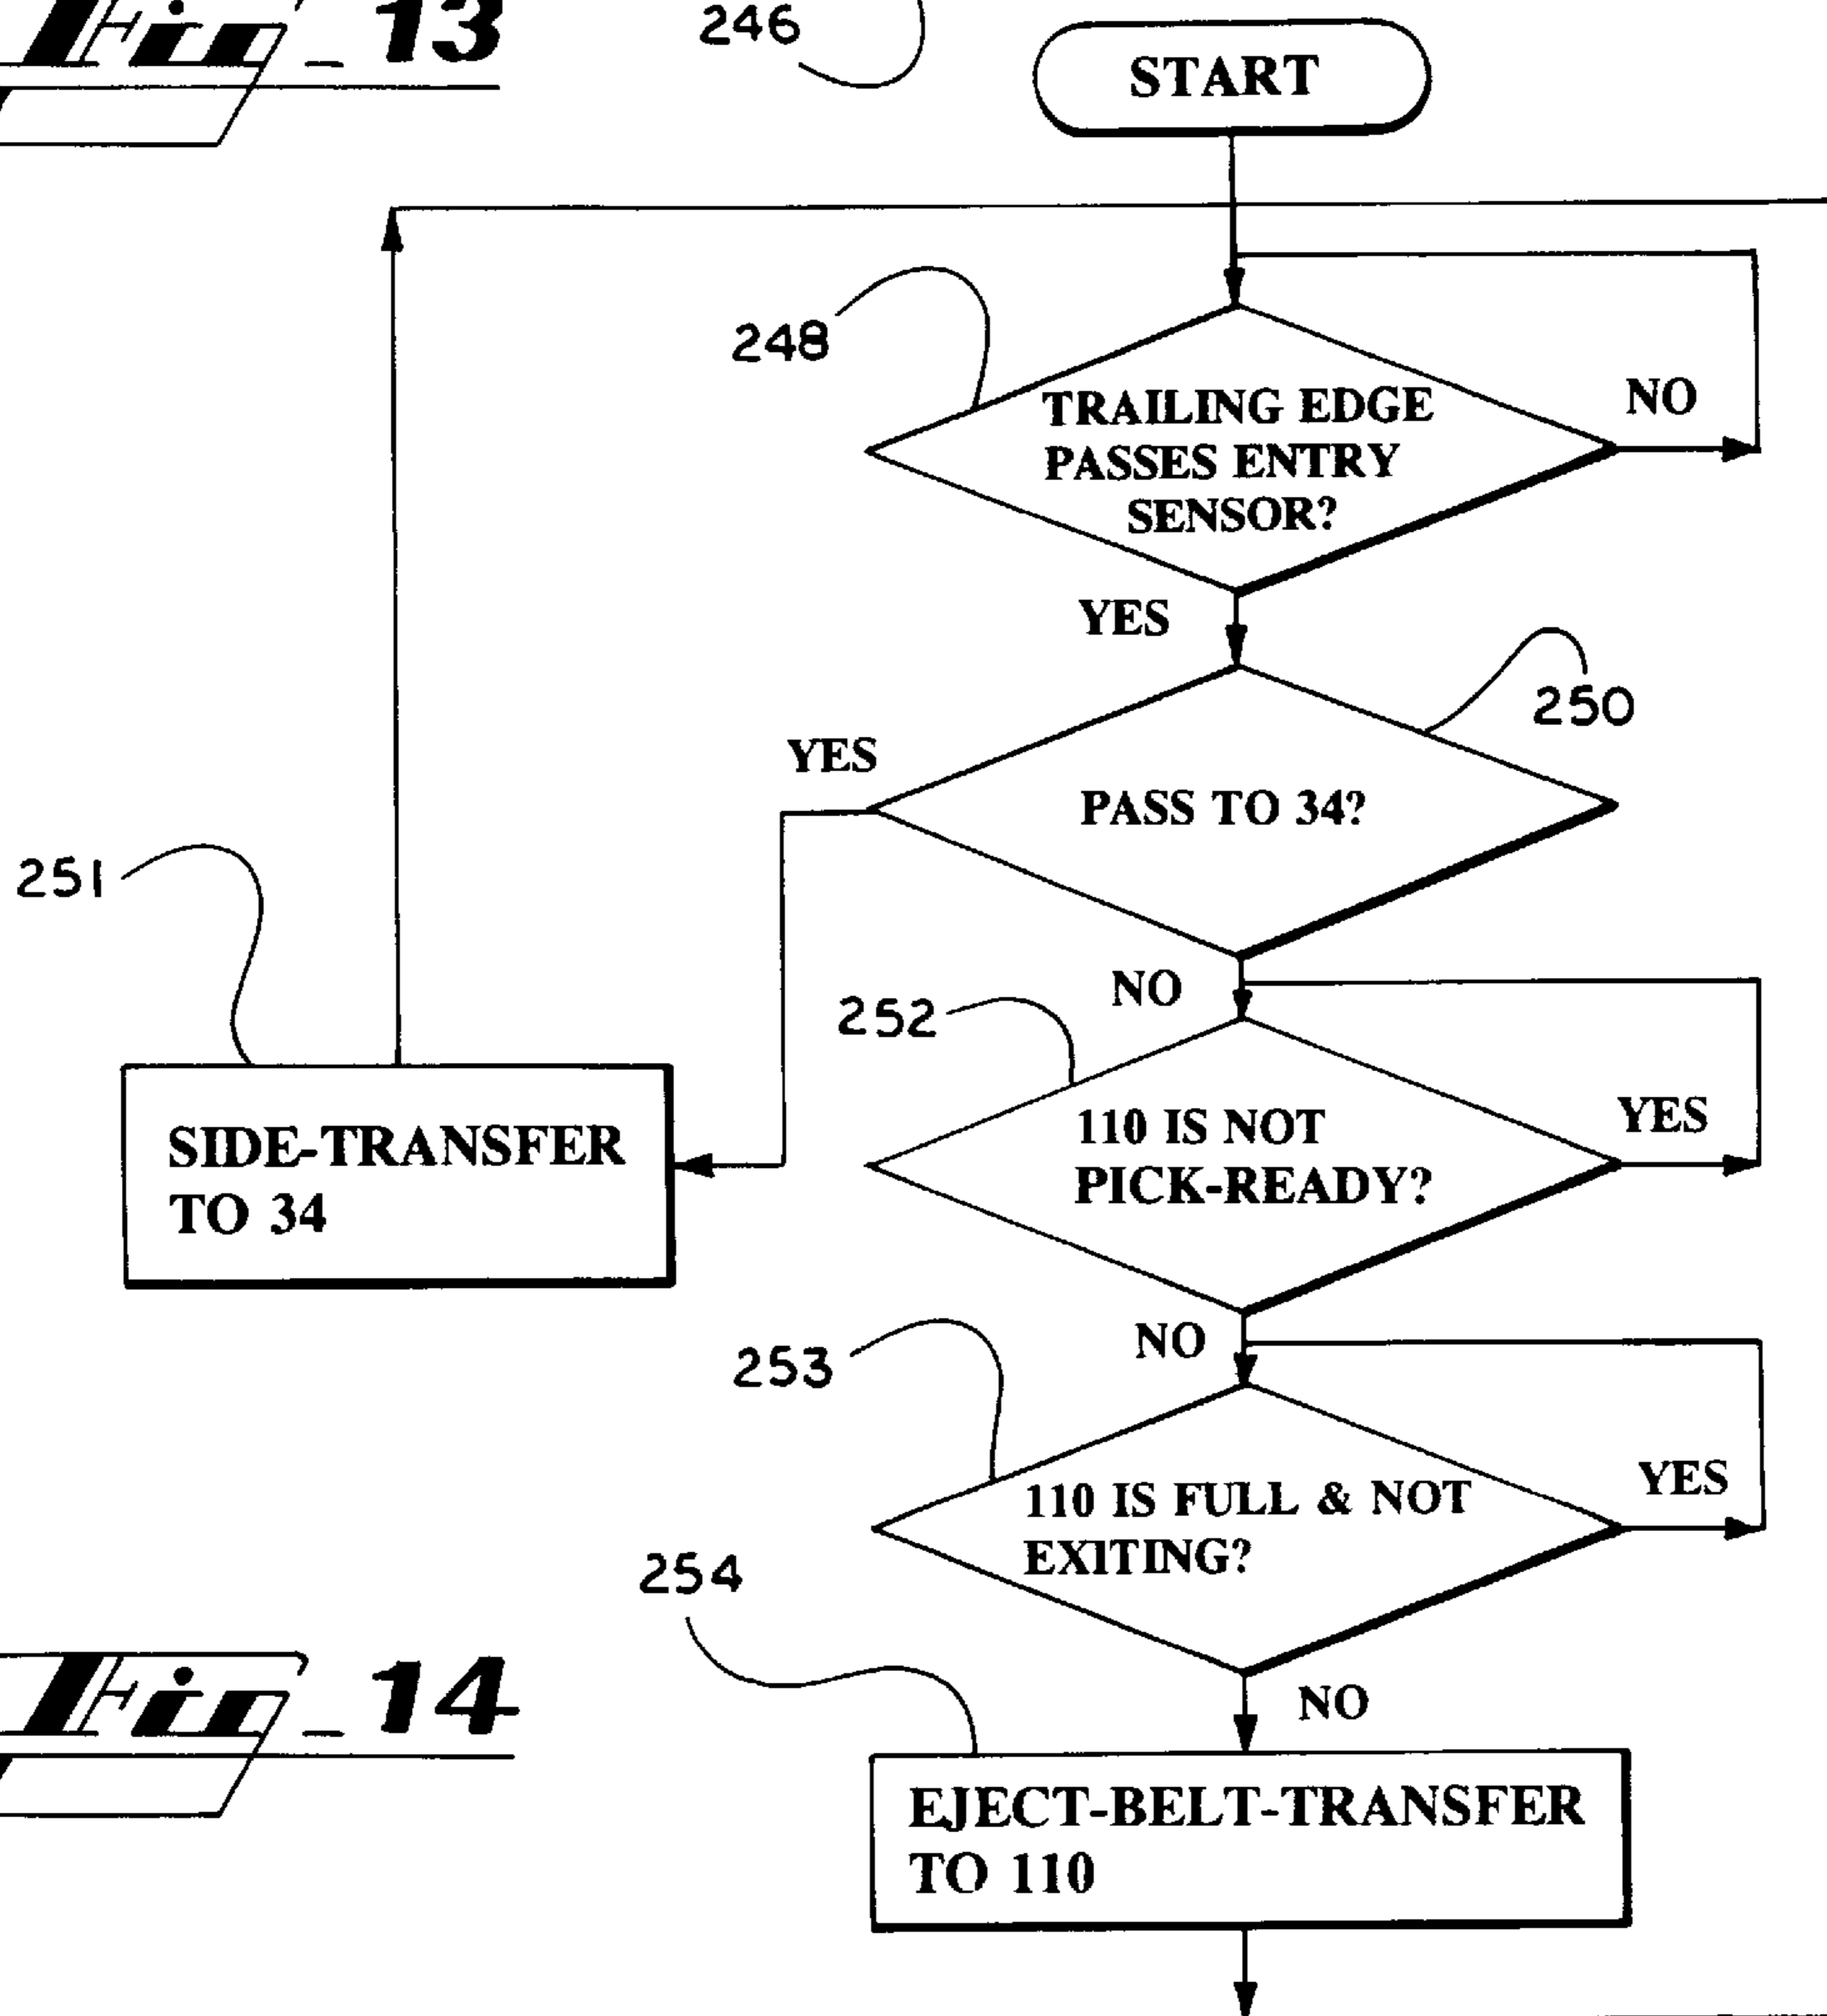 Fig_13
246
START
248
TRAILING EDGE
PASSES ENTRY
SENSOR?
NO
YES
250
YES
PASS TO 34?
251
NO
252
110 IS NOT
PICK-READY?
YES
SIDE-TRANSFER
TO 34
NO
253
110 IS FULL & NOT
EXITING?
YES
254
NO
Fig_14
EJECT-BELT-TRANSFER
TO 110